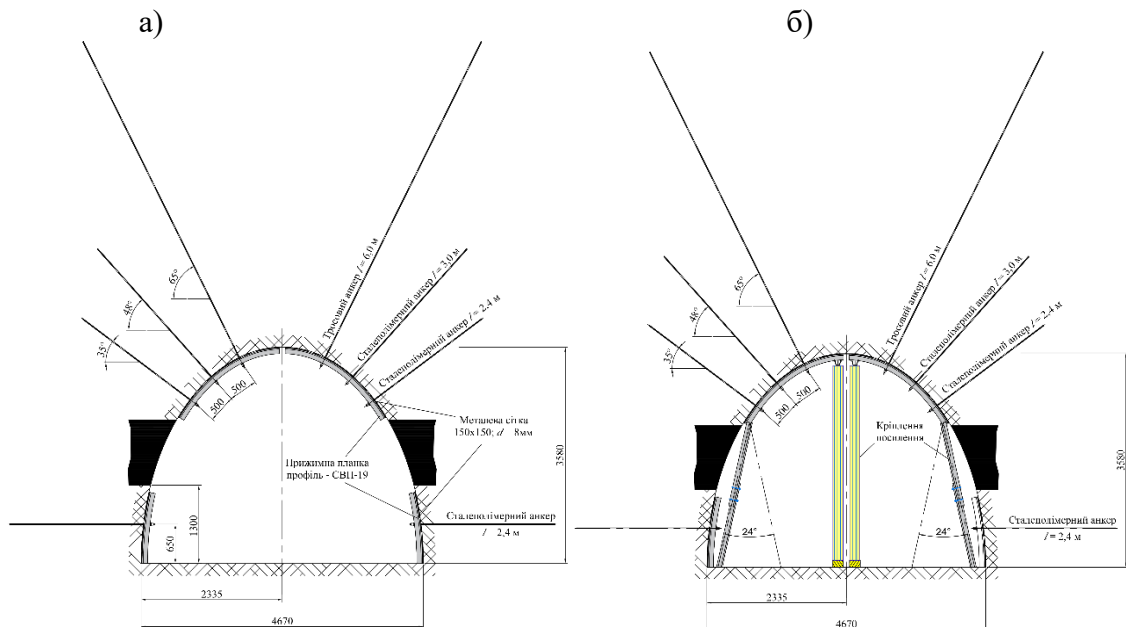 а)
б)
65°
48°
35°
500
500
Тросовий анкер l = 6,0 м
Сталеполімерний анкер l = 3,0 м
Сталеполімерний анкер l = 2,4 м
Металева сітка
150х150; d 8мм
Прижимна планка
профіль - СВП-19
Сталеполімерний анкер
l 2,4 м
1300
650
3580
2335
4670
65°
48°
35°
500
500
Тросовий анкер l = 6,0 м
Сталеполімерний анкер l = 3,0 м
Сталеполімерний анкер l = 2,4 м
Кріплення
посилення
24°
24°
Сталеполімерний анкер
l = 2,4 м
3580
2335
4670